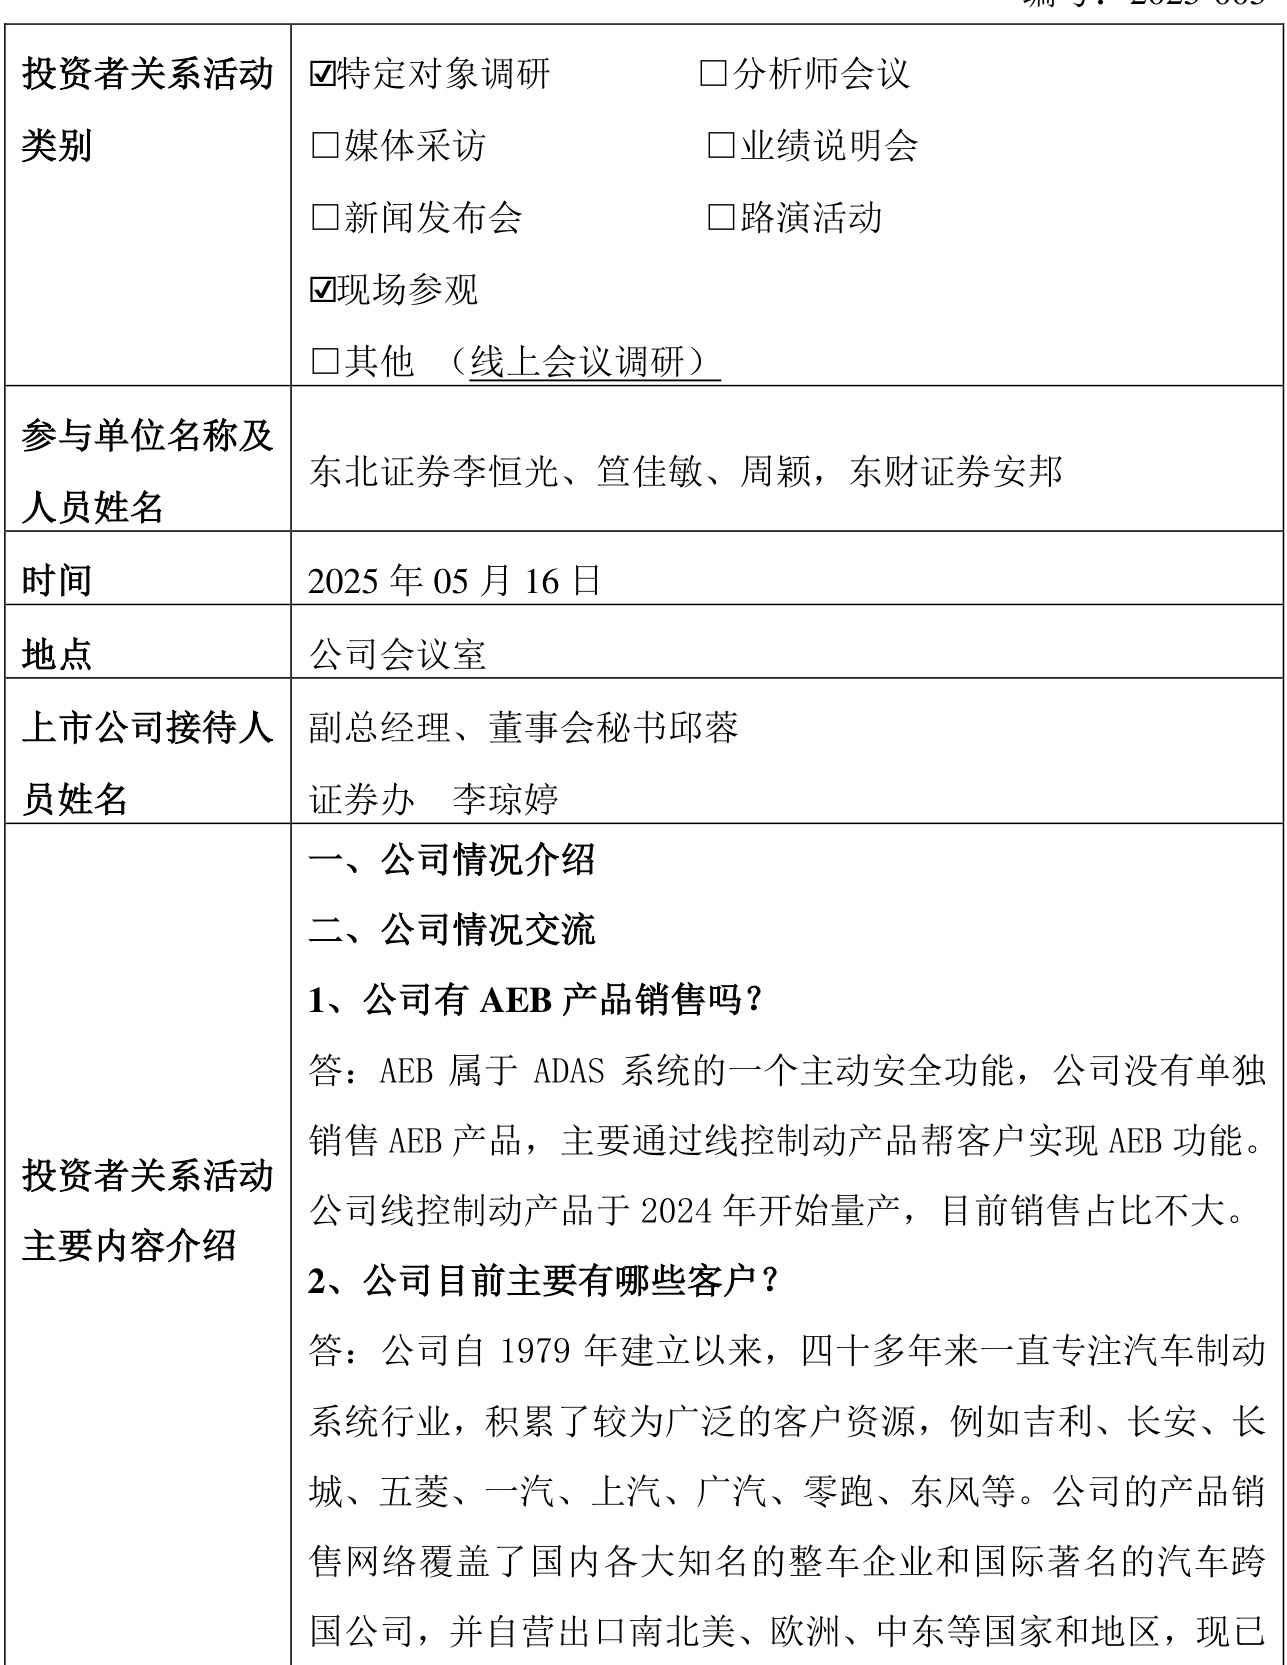 投资者关系活动
类别
☑特定对象调研 □分析师会议
□媒体采访 □业绩说明会
□新闻发布会 □路演活动
☑现场参观
□其他 （线上会议调研）
参与单位名称及
人员姓名
东北证券李恒光、笪佳敏、周颖，东财证券安邦
时间
2025 年 05 月 16 日
地点
公司会议室
上市公司接待人
员姓名
副总经理、董事会秘书邱蓉
证券办 李琼婷
投资者关系活动
主要内容介绍
一、公司情况介绍
二、公司情况交流
1、公司有 AEB 产品销售吗？
答：AEB 属于 ADAS 系统的一个主动安全功能，公司没有单独
销售 AEB 产品，主要通过线控制动产品帮客户实现 AEB 功能。
公司线控制动产品于 2024 年开始量产，目前销售占比不大。
2、公司目前主要有哪些客户？
答：公司自 1979 年建立以来，四十多年来一直专注汽车制动
系统行业，积累了较为广泛的客户资源，例如吉利、长安、长
城、五菱、一汽、上汽、广汽、零跑、东风等。公司的产品销
售网络覆盖了国内各大知名的整车企业和国际著名的汽车跨
国公司，并自营出口南北美、欧洲、中东等国家和地区，现已